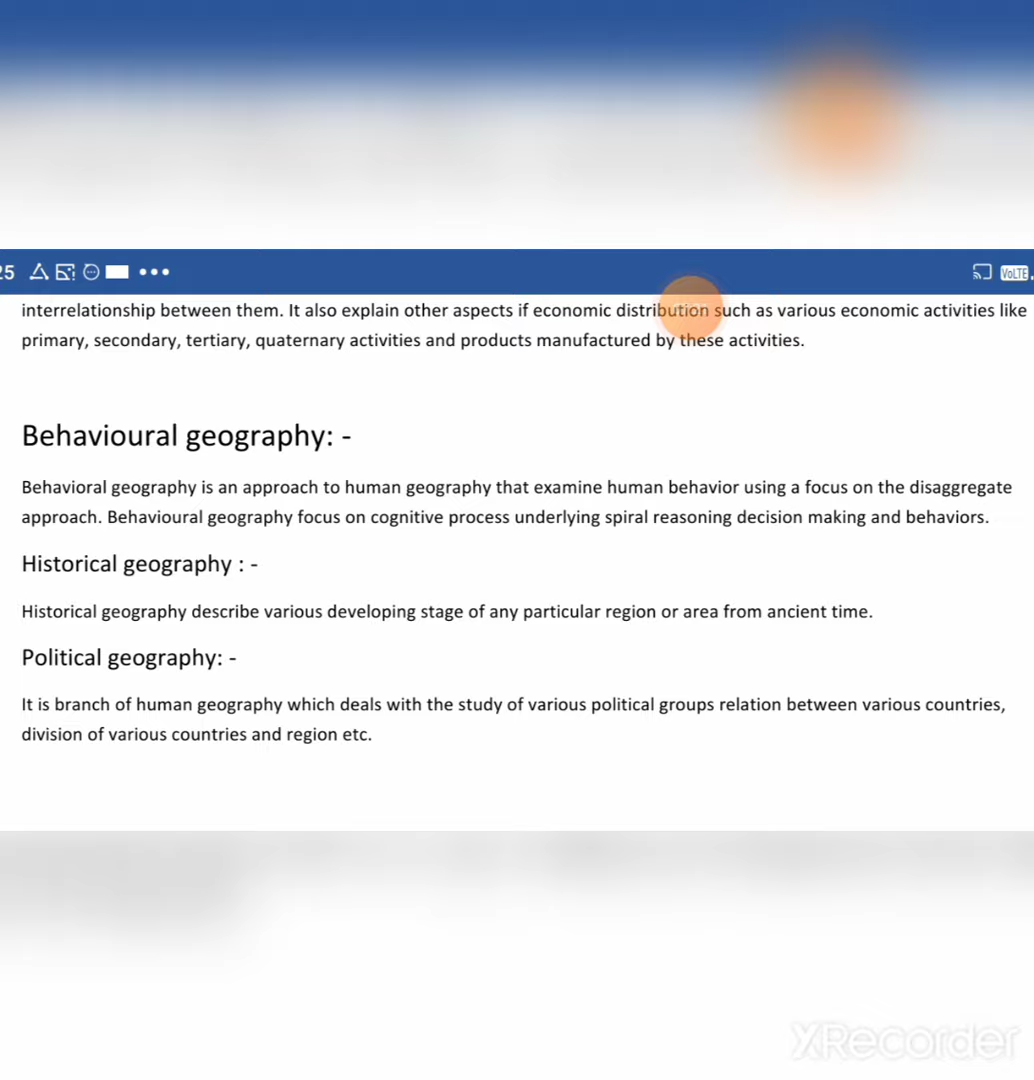 25 VoLTE
interrelationship between them. It also explain other aspects if economic distribution such as various economic activities like
primary, secondary, tertiary, quaternary activities and products manufactured by these activities.
Behavioural geography: -
Behavioral geography is an approach to human geography that examine human behavior using a focus on the disaggregate
approach. Behavioural geography focus on cognitive process underlying spiral reasoning decision making and behaviors.
Historical geography : -
Historical geography describe various developing stage of any particular region or area from ancient time.
Political geography: -
It is branch of human geography which deals with the study of various political groups relation between various countries,
division of various countries and region etc.
XRecorder